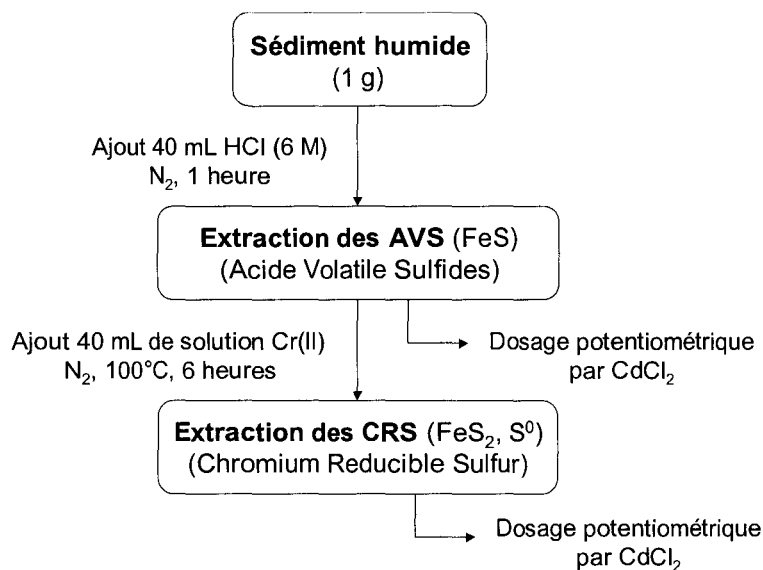 Sédiment humide
(1 g)
Ajout 40 mL HCl (6 M)
N₂, 1 heure
Extraction des AVS (FeS)
(Acide Volatile Sulfides)
Ajout 40 mL de solution Cr(II)
N₂, 100°C, 6 heures
Dosage potentiométrique
par CdCl₂
Extraction des CRS (FeS₂, S⁰)
(Chromium Reducible Sulfur)
Dosage potentiométrique
par CdCl₂